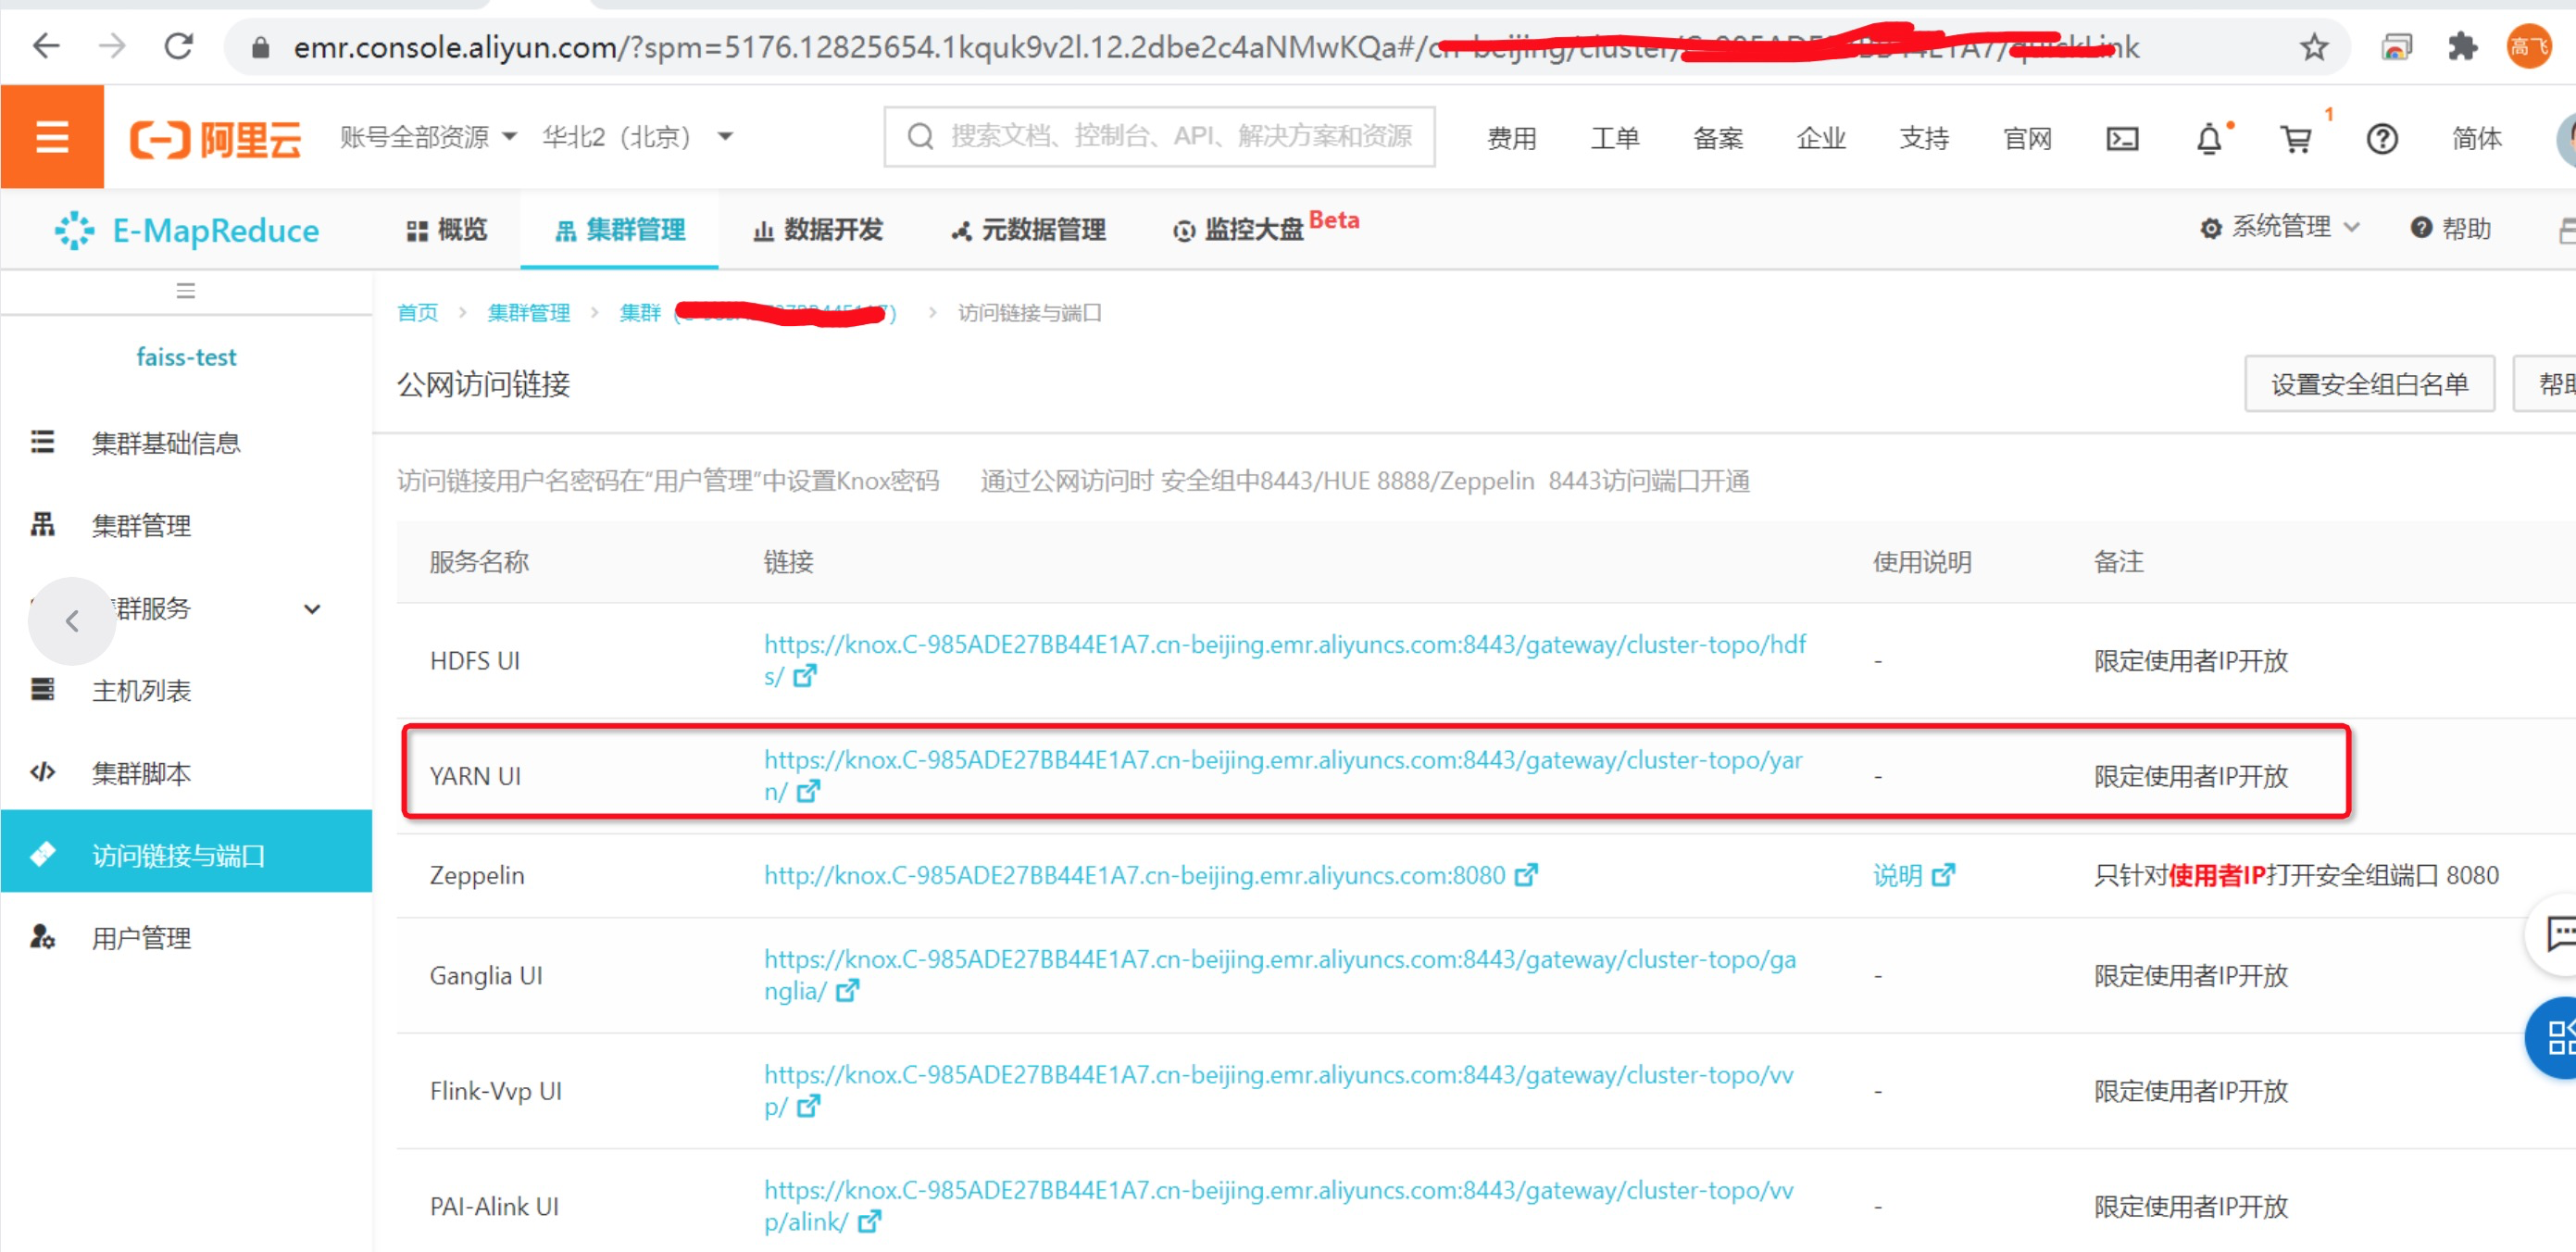 emr.console.aliyun.com/?spm=5176.12825654.1kquk9v2l.12.2dbe2c4aNMwKQa#/cn-beijing/cluster/
阿里云 账号全部资源 华北2（北京） 搜索文档、控制台、API、解决方案和资源 费用 工单 备案 企业 支持 官网 1 简体
高飞
E-MapReduce 概览 集群管理 数据开发 元数据管理 监控大盘 Beta 系统管理 帮助
首页 > 集群管理 > 集群 > 访问链接与端口
faiss-test
公网访问链接 设置安全组白名单
集群基础信息
集群管理
群服务
主机列表
集群脚本
访问链接与端口
用户管理
访问链接用户名密码在“用户管理”中设置Knox密码 通过公网访问时 安全组中8443/HUE 8888/Zeppelin 8443访问端口开通
服务名称 链接 使用说明 备注
HDFS UI https://knox.C-985ADE27BB44E1A7.cn-beijing.emr.aliyuncs.com:8443/gateway/cluster-topo/hdf
s/ - 限定使用者IP开放
YARN UI https://knox.C-985ADE27BB44E1A7.cn-beijing.emr.aliyuncs.com:8443/gateway/cluster-topo/yar
n/ - 限定使用者IP开放
Zeppelin http://knox.C-985ADE27BB44E1A7.cn-beijing.emr.aliyuncs.com:8080 说明 只针对使用者IP打开安全组端口 8080
Ganglia UI https://knox.C-985ADE27BB44E1A7.cn-beijing.emr.aliyuncs.com:8443/gateway/cluster-topo/ga
nglia/ - 限定使用者IP开放
Flink-Vvp UI https://knox.C-985ADE27BB44E1A7.cn-beijing.emr.aliyuncs.com:8443/gateway/cluster-topo/vv
p/ - 限定使用者IP开放
PAI-Alink UI https://knox.C-985ADE27BB44E1A7.cn-beijing.emr.aliyuncs.com:8443/gateway/cluster-topo/vv
p/alink/ - 限定使用者IP开放